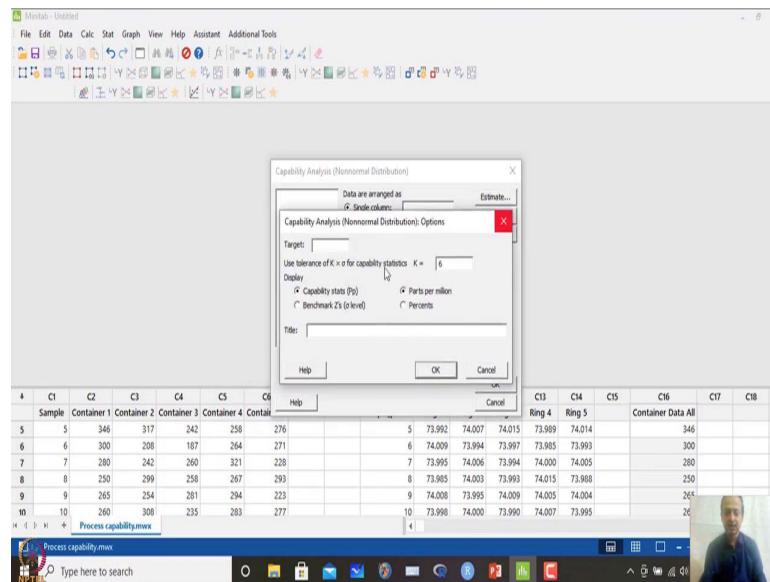 Minitab - Untitled
File Edit Data Calc Stat Graph View Help Assistant Additional Tools
Capability Analysis (Nonnormal Distribution)
Data are arranged as
Single column:
Estimate...
Capability Analysis (Nonnormal Distribution): Options
Target:
Use tolerance of K × σ for capability statistics K = 6
Display
Capability stats (Pp) Parts per million
Benchmark Z's (σ level) Percents
Title:
Help OK Cancel
Help Cancel
C1 C2 C3 C4 C5 C6 C13 C14 C15 C16 C17 C18
Sample Container 1 Container 2 Container 3 Container 4 Ring 4 Ring 5 Container Data All
5 5 346 317 242 258 276 5 73.992 74.007 74.015 73.989 74.014 346
6 6 300 208 187 264 271 6 74.009 73.994 73.997 73.985 73.993 300
7 7 280 242 260 321 228 7 73.995 74.006 73.994 74.000 74.005 280
8 8 250 299 258 267 293 8 73.985 74.003 73.993 74.015 73.988 250
9 9 265 254 281 294 223 9 74.008 73.995 74.009 74.005 74.004
10 10 260 308 235 283 277 10 73.998 74.000 73.990 74.007 73.995
Process capability.mwx
Process capability.mwx
Type here to search
NPTEL